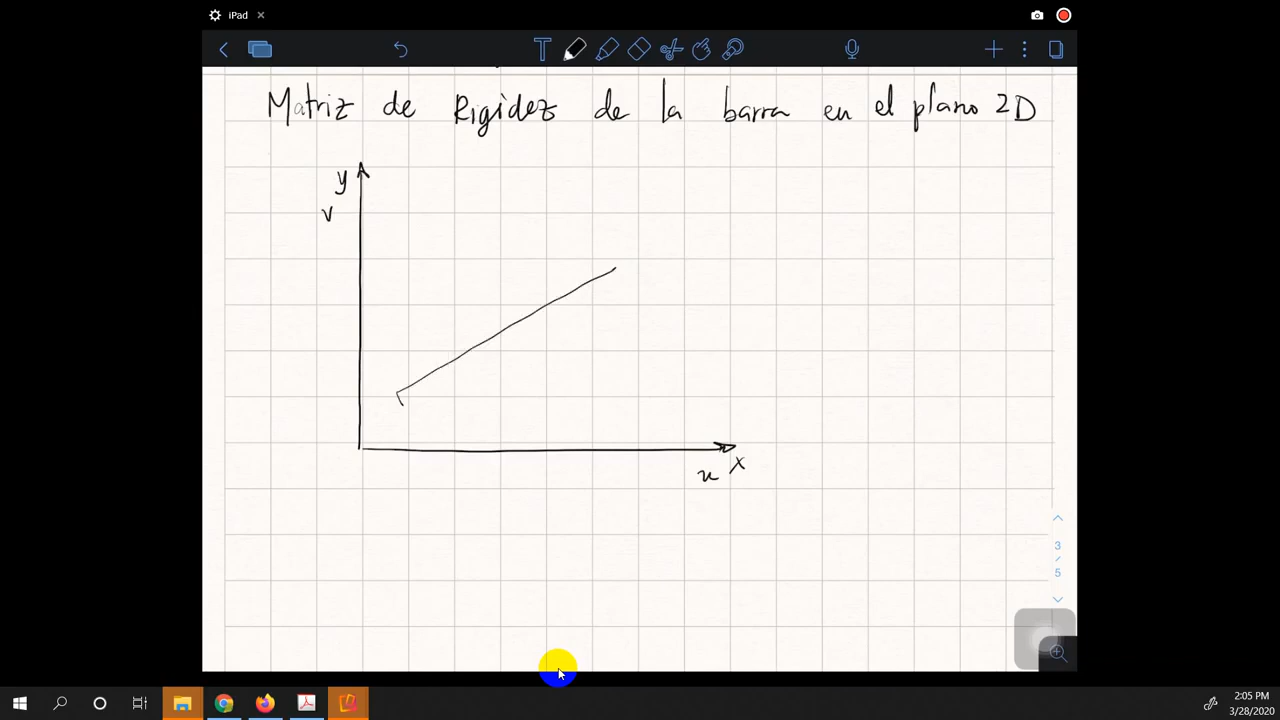 iPad
Matriz de Rigidez de la barra en el plano 2D
y
v
u x
3
/
5
2:05 PM
3/28/2020